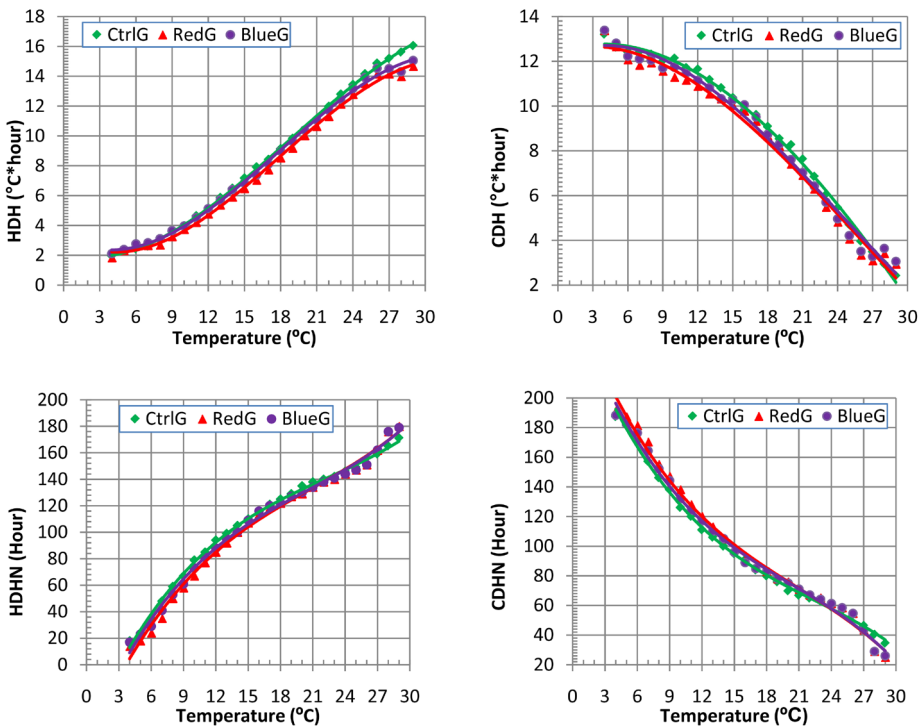 CtrlG RedG BlueG
HDH (°C*hour)
18
16
14
12
10
8
6
4
2
0
0 3 6 9 12 15 18 21 24 27 30
Temperature (⁰C)
CtrlG RedG BlueG
CDH (°C*hour)
14
12
10
8
6
4
2
0 3 6 9 12 15 18 21 24 27 30
Temperature (⁰C)
CtrlG RedG BlueG
HDHN (Hour)
200
180
160
140
120
100
80
60
40
20
0
0 3 6 9 12 15 18 21 24 27 30
Temperature (⁰C)
CtrlG RedG BlueG
CDHN (Hour)
200
180
160
140
120
100
80
60
40
20
0 3 6 9 12 15 18 21 24 27 30
Temperature (⁰C)